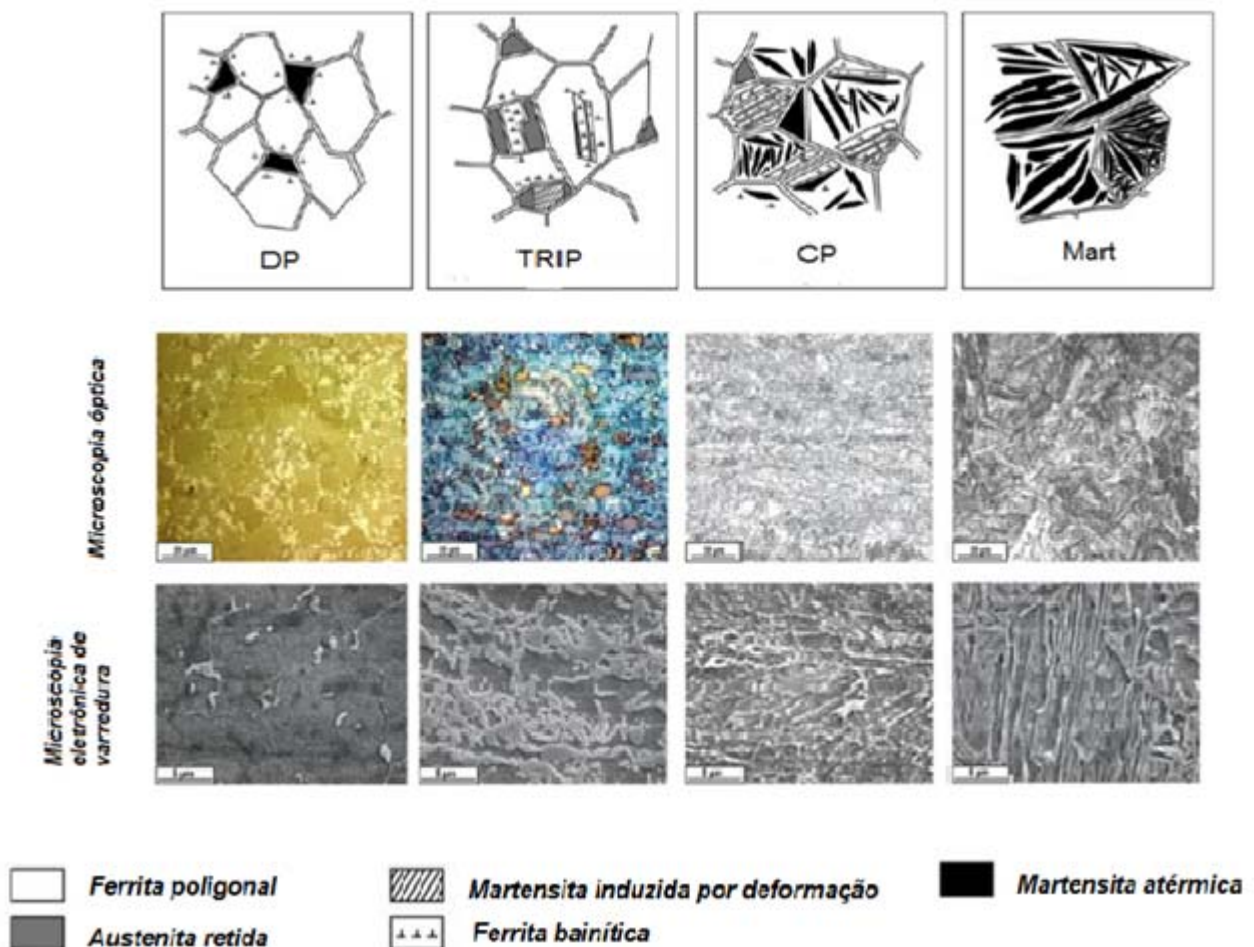 DP
TRIP
CP
Mart
Microscopia óptica
Microscopia
eletrônica de
varredura
Ferrita poligonal
Martensita induzida por deformação
Martensita atérmica
Austenita retida
Ferrita bainítica